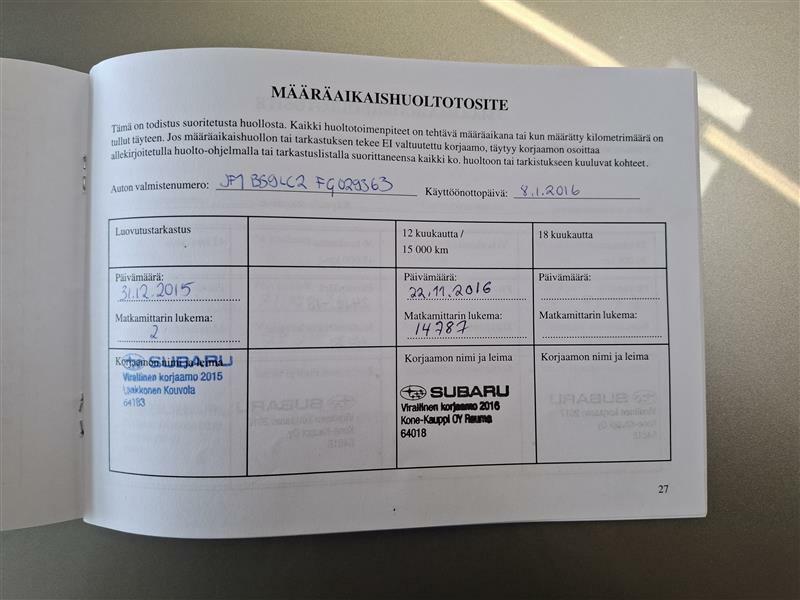 MÄÄRÄAIKAISHUOLTOTOSITE
Tämä on todistus suoritetusta huollosta. Kaikki huoltotoimenpiteet on tehtävä määräaikana tai kun määrätty kilometrimäärä on
tullut täyteen. Jos määräaikaishuollon tai tarkastuksen tekee EI valtuutettu korjaamo, täytyy korjaamon osoittaa
allekirjoitetulla huolto-ohjelmalla tai tarkastuslistalla suorittaneensa kaikki ko. huoltoon tai tarkistukseen kuuluvat kohteet.
Auton valmistenumero: JF1 BS9LC2 FG029363 Käyttöönottopäivä: 8.1.2016
Luovutustarkastus
Päivämäärä:
31.12.2015
Matkamittarin lukema:
2
Korjaamon nimi ja leima
SUBARU
Virallinen korjaamo 2015
Laakkonen Kouvola
64183
12 kuukautta /
15 000 km
Päivämäärä:
22.11.2016
Matkamittarin lukema:
14787
Korjaamon nimi ja leima
SUBARU
Virallinen korjaamo 2016
Kone-Kauppi OY Rauma
64018
18 kuukautta
Päivämäärä:
Matkamittarin lukema:
Korjaamon nimi ja leima
27